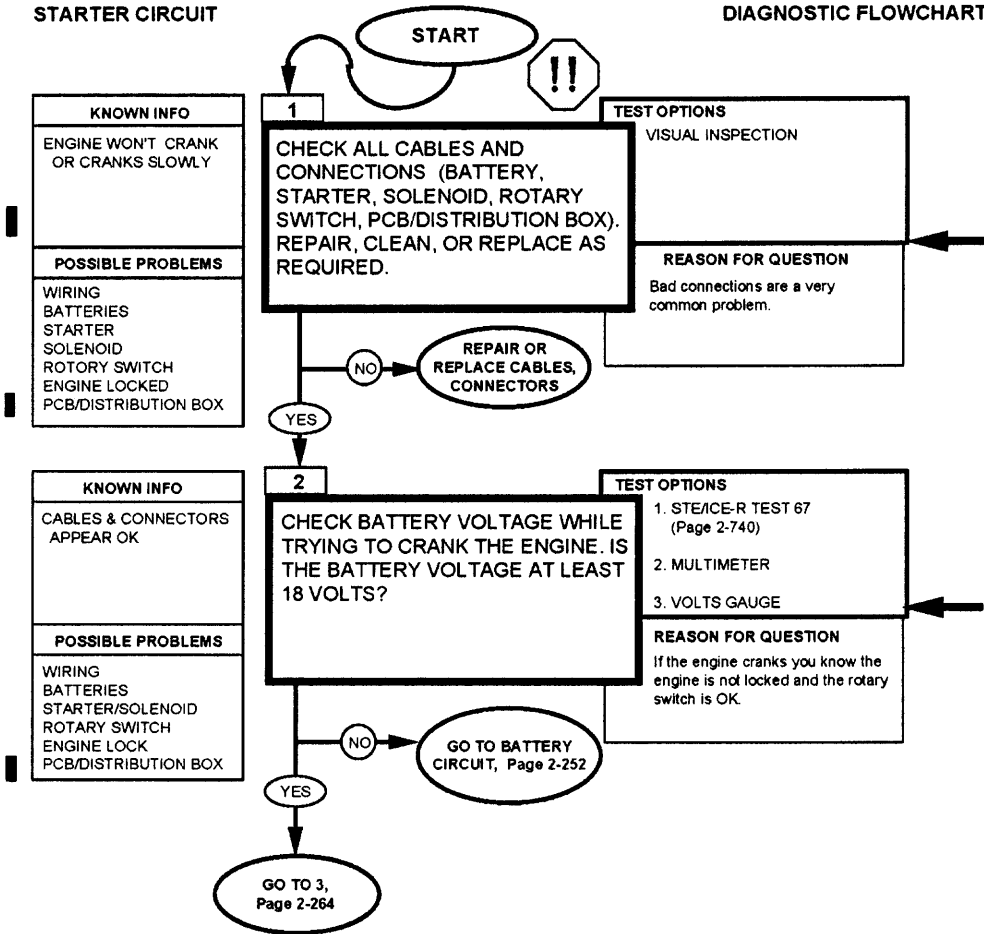 STARTER CIRCUIT
DIAGNOSTIC FLOWCHART
START
!!
KNOWN INFO
ENGINE WON'T CRANK
OR CRANKS SLOWLY
POSSIBLE PROBLEMS
WIRING
BATTERIES
STARTER
SOLENOID
ROTORY SWITCH
ENGINE LOCKED
PCB/DISTRIBUTION BOX
1
CHECK ALL CABLES AND
CONNECTIONS (BATTERY,
STARTER, SOLENOID, ROTARY
SWITCH, PCB/DISTRIBUTION BOX).
REPAIR, CLEAN, OR REPLACE AS
REQUIRED.
TEST OPTIONS
VISUAL INSPECTION
REASON FOR QUESTION
Bad connections are a very
common problem.
NO
REPAIR OR
REPLACE CABLES,
CONNECTORS
YES
KNOWN INFO
CABLES & CONNECTORS
APPEAR OK
POSSIBLE PROBLEMS
WIRING
BATTERIES
STARTER/SOLENOID
ROTARY SWITCH
ENGINE LOCK
PCB/DISTRIBUTION BOX
2
CHECK BATTERY VOLTAGE WHILE
TRYING TO CRANK THE ENGINE. IS
THE BATTERY VOLTAGE AT LEAST
18 VOLTS?
TEST OPTIONS
1. STE/ICE-R TEST 67
(Page 2-740)
2. MULTIMETER
3. VOLTS GAUGE
REASON FOR QUESTION
If the engine cranks you know the
engine is not locked and the rotary
switch is OK.
NO
GO TO BATTERY
CIRCUIT, Page 2-252
YES
GO TO 3,
Page 2-264